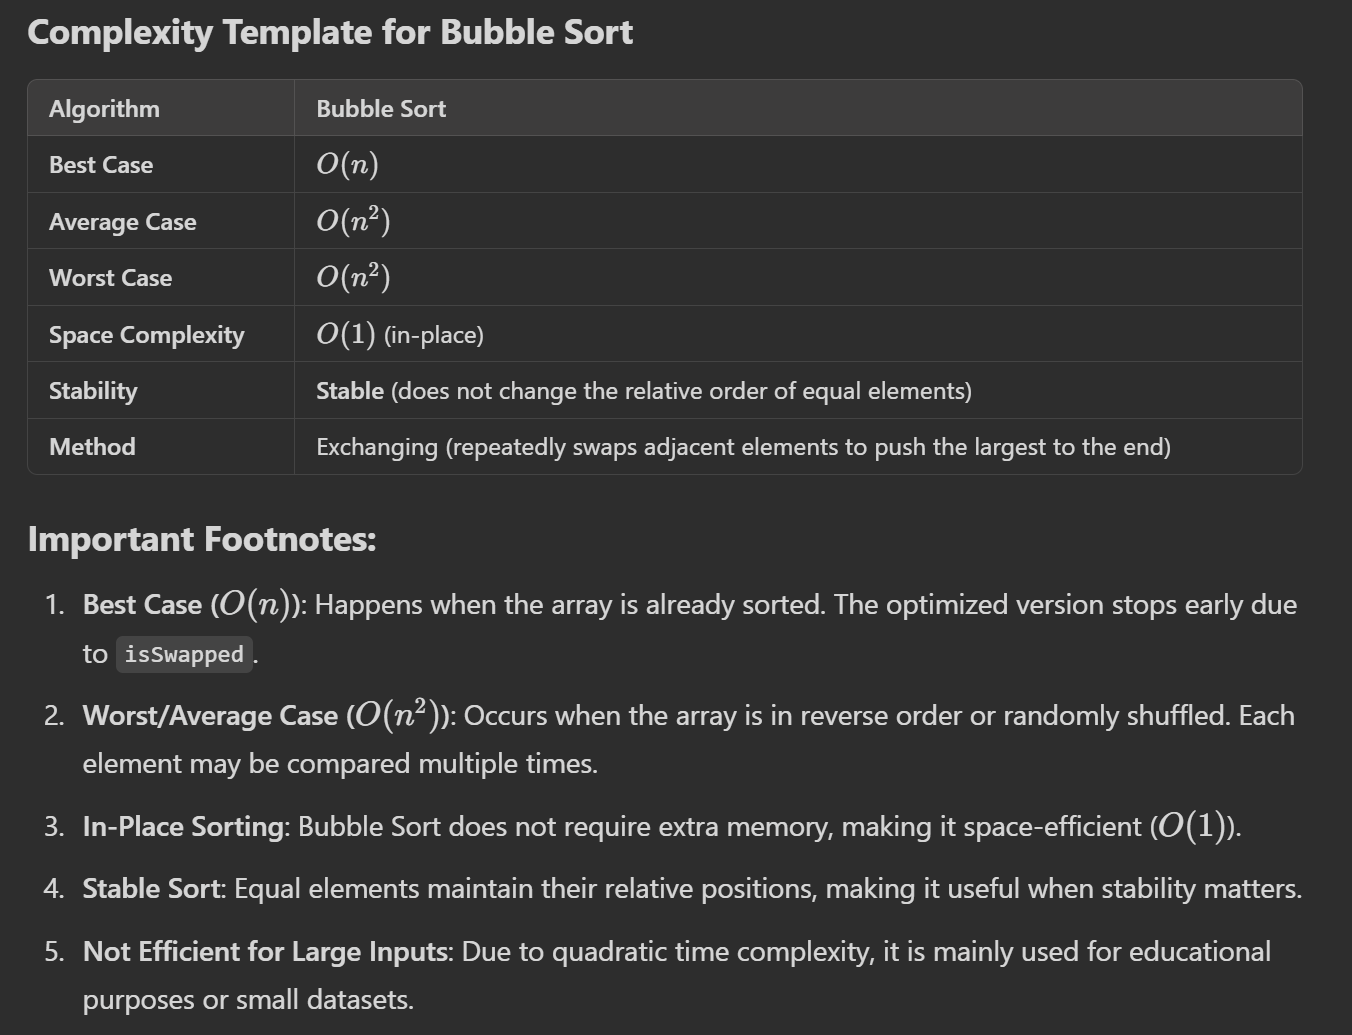 Complexity Template for Bubble Sort
Algorithm Bubble Sort
Best Case O(n)
Average Case O(n²)
Worst Case O(n²)
Space Complexity O(1) (in-place)
Stability Stable (does not change the relative order of equal elements)
Method Exchanging (repeatedly swaps adjacent elements to push the largest to the end)
Important Footnotes:
1. Best Case (O(n)): Happens when the array is already sorted. The optimized version stops early due
to isSwapped.
2. Worst/Average Case (O(n²)): Occurs when the array is in reverse order or randomly shuffled. Each
element may be compared multiple times.
3. In-Place Sorting: Bubble Sort does not require extra memory, making it space-efficient (O(1)).
4. Stable Sort: Equal elements maintain their relative positions, making it useful when stability matters.
5. Not Efficient for Large Inputs: Due to quadratic time complexity, it is mainly used for educational
purposes or small datasets.